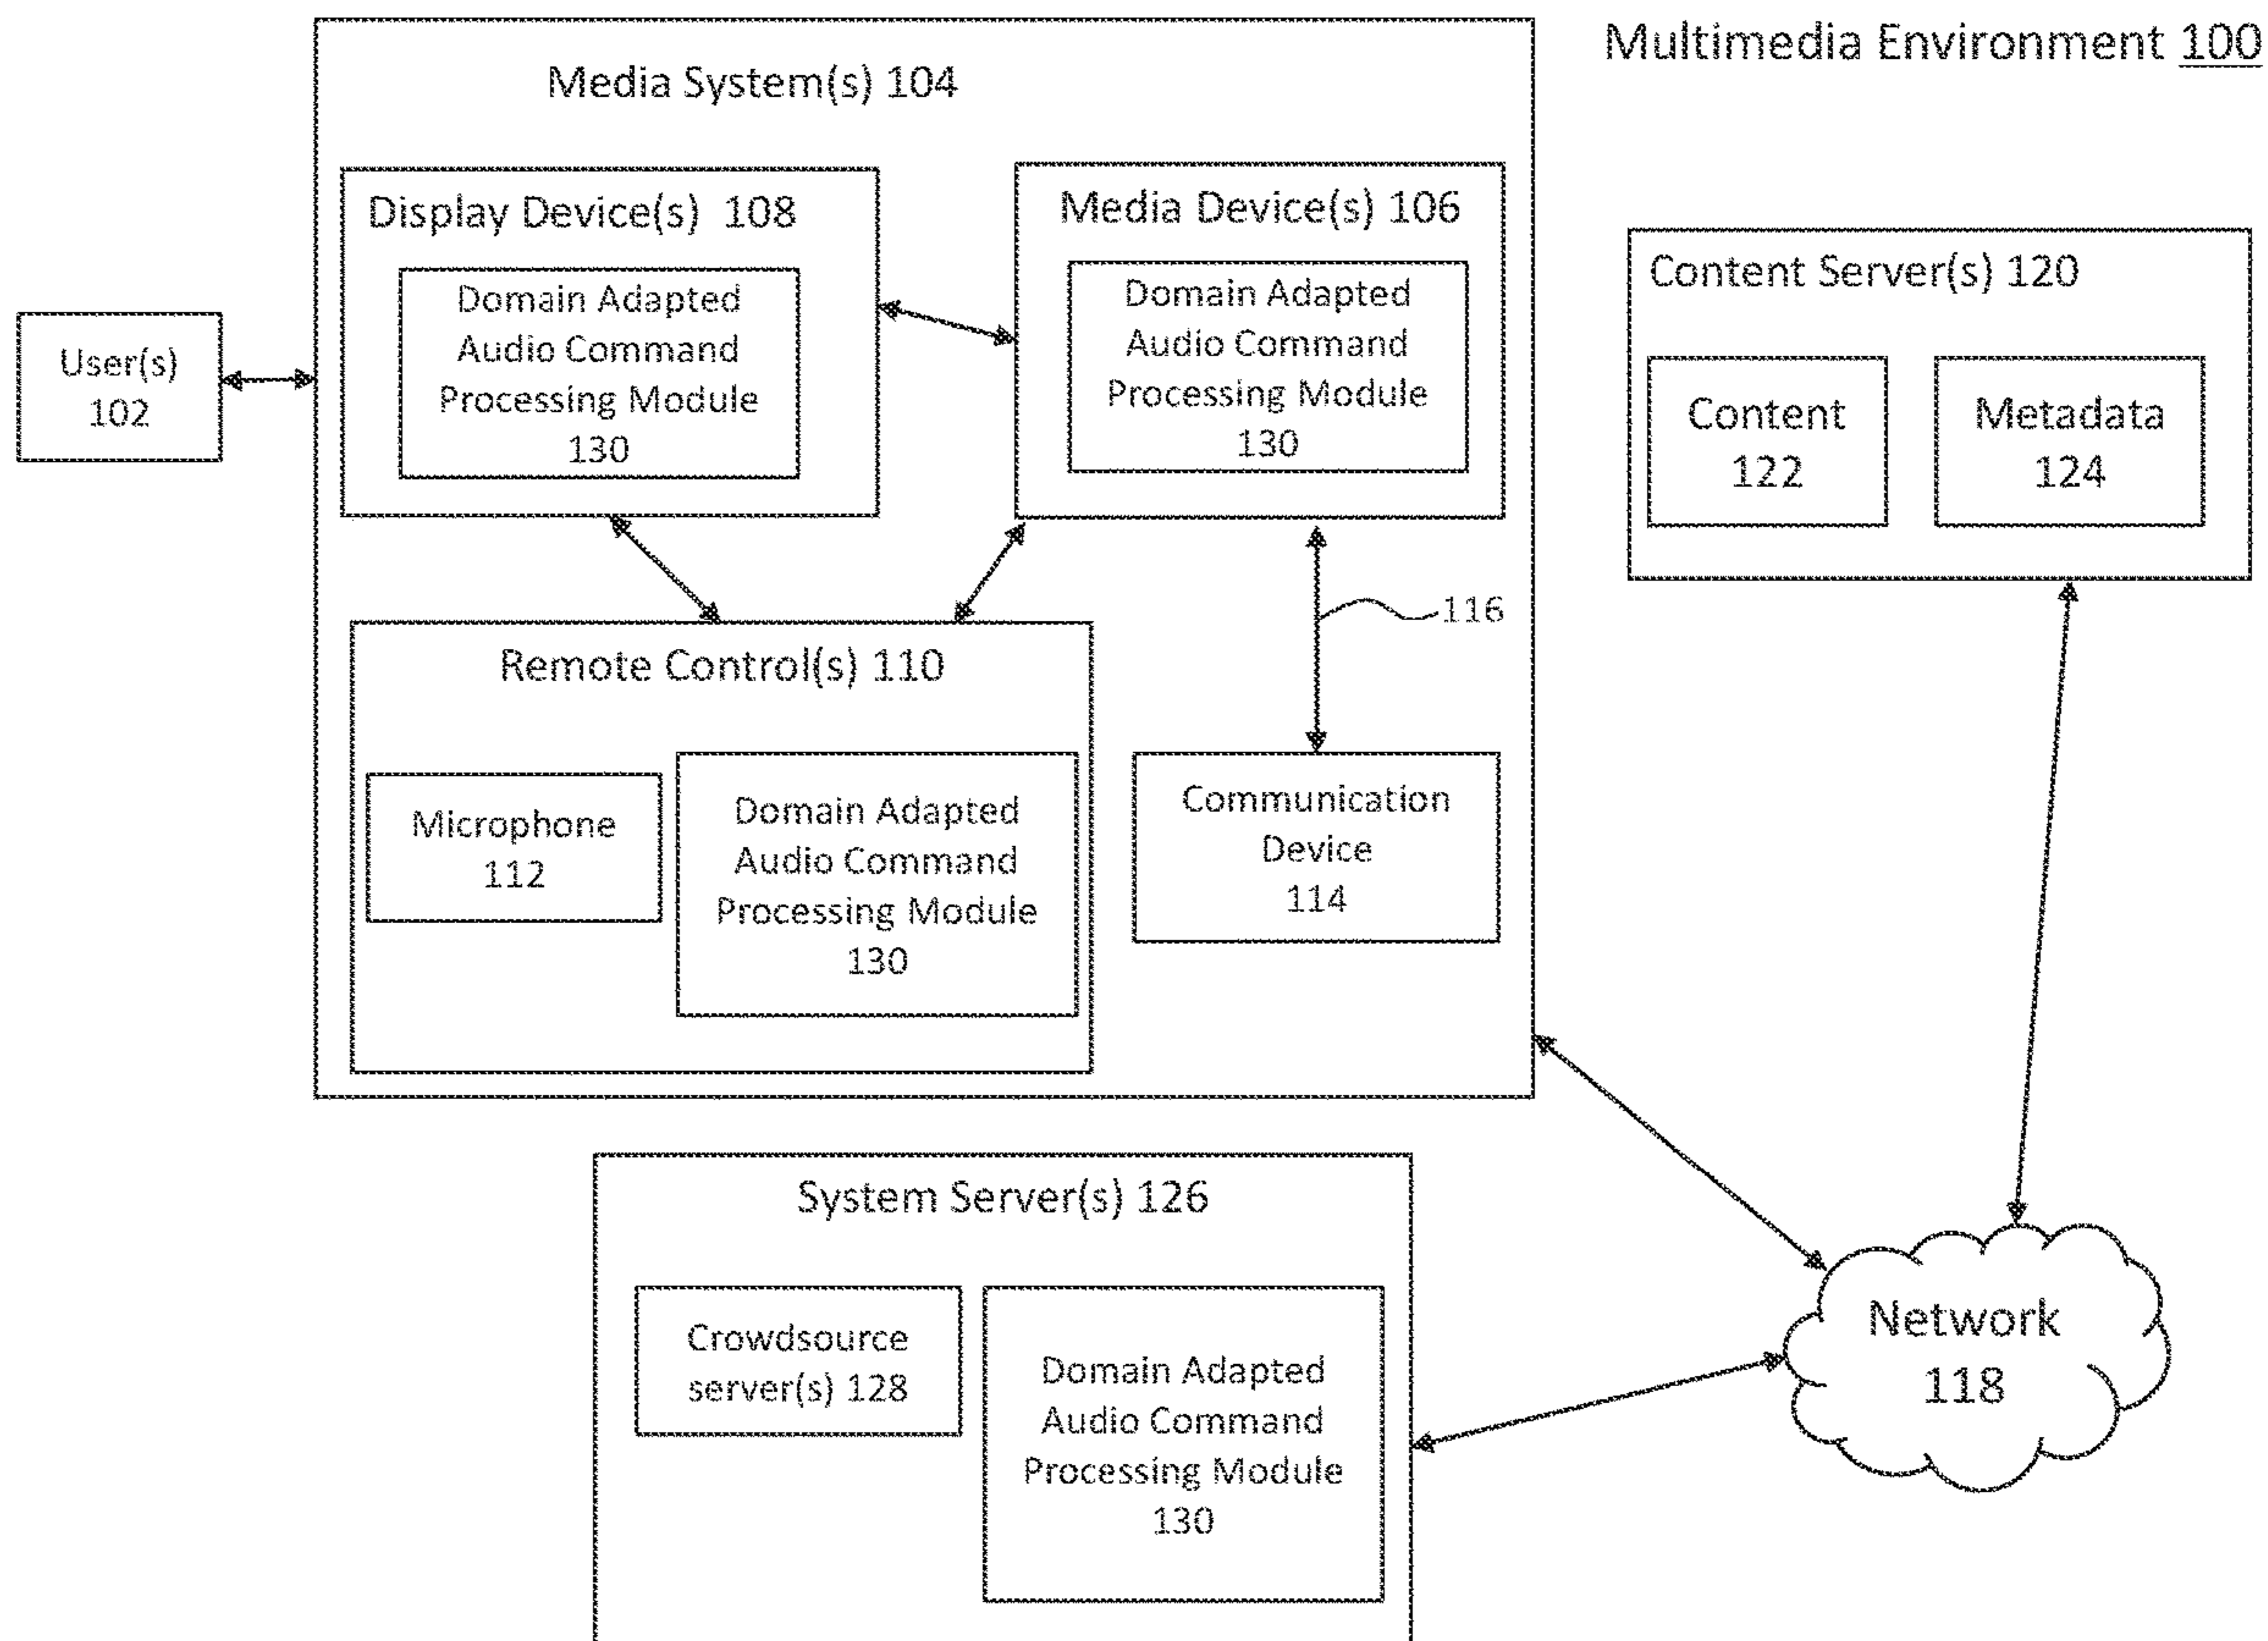 Multimedia Environment 100
Media System(s) 104
Display Device(s) 108
Domain Adapted
Audio Command
Processing Module
130
Media Device(s) 106
Domain Adapted
Audio Command
Processing Module
130
User(s)
102
Content Server(s) 120
Content
122
Metadata
124
116
Remote Control(s) 110
Microphone
112
Domain Adapted
Audio Command
Processing Module
130
Communication
Device
114
System Server(s) 126
Crowdsource
server(s) 128
Domain Adapted
Audio Command
Processing Module
130
Network
118